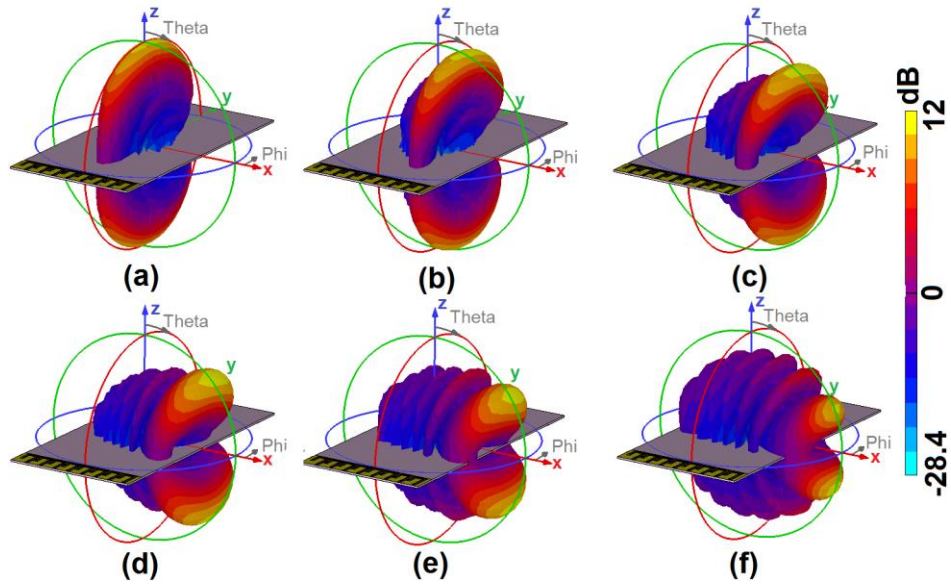 z Theta y Phi x
(a)
z Theta y Phi x
(b)
z Theta y Phi x
(c)
z Theta y Phi x
(d)
z Theta y Phi x
(e)
z Theta y Phi x
(f)
dB
12
0
-28.4